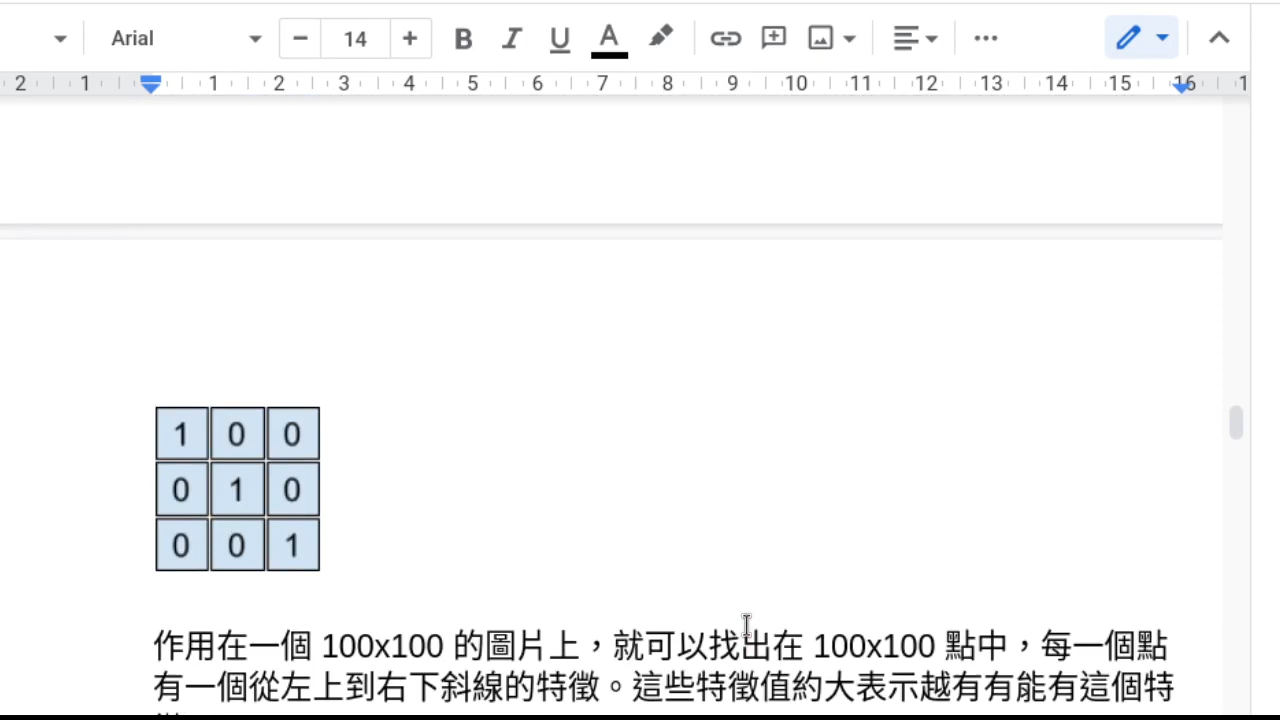 Arial 14 B I U A
2 1 1 2 3 4 5 6 7 8 9 10 11 12 13 14 15 16 1
1 0 0
0 1 0
0 0 1
作用在一個 100x100 的圖片上，就可以找出在 100x100 點中，每一個點
有一個從左上到右下斜線的特徵。這些特徵值約大表示越有有能有這個特